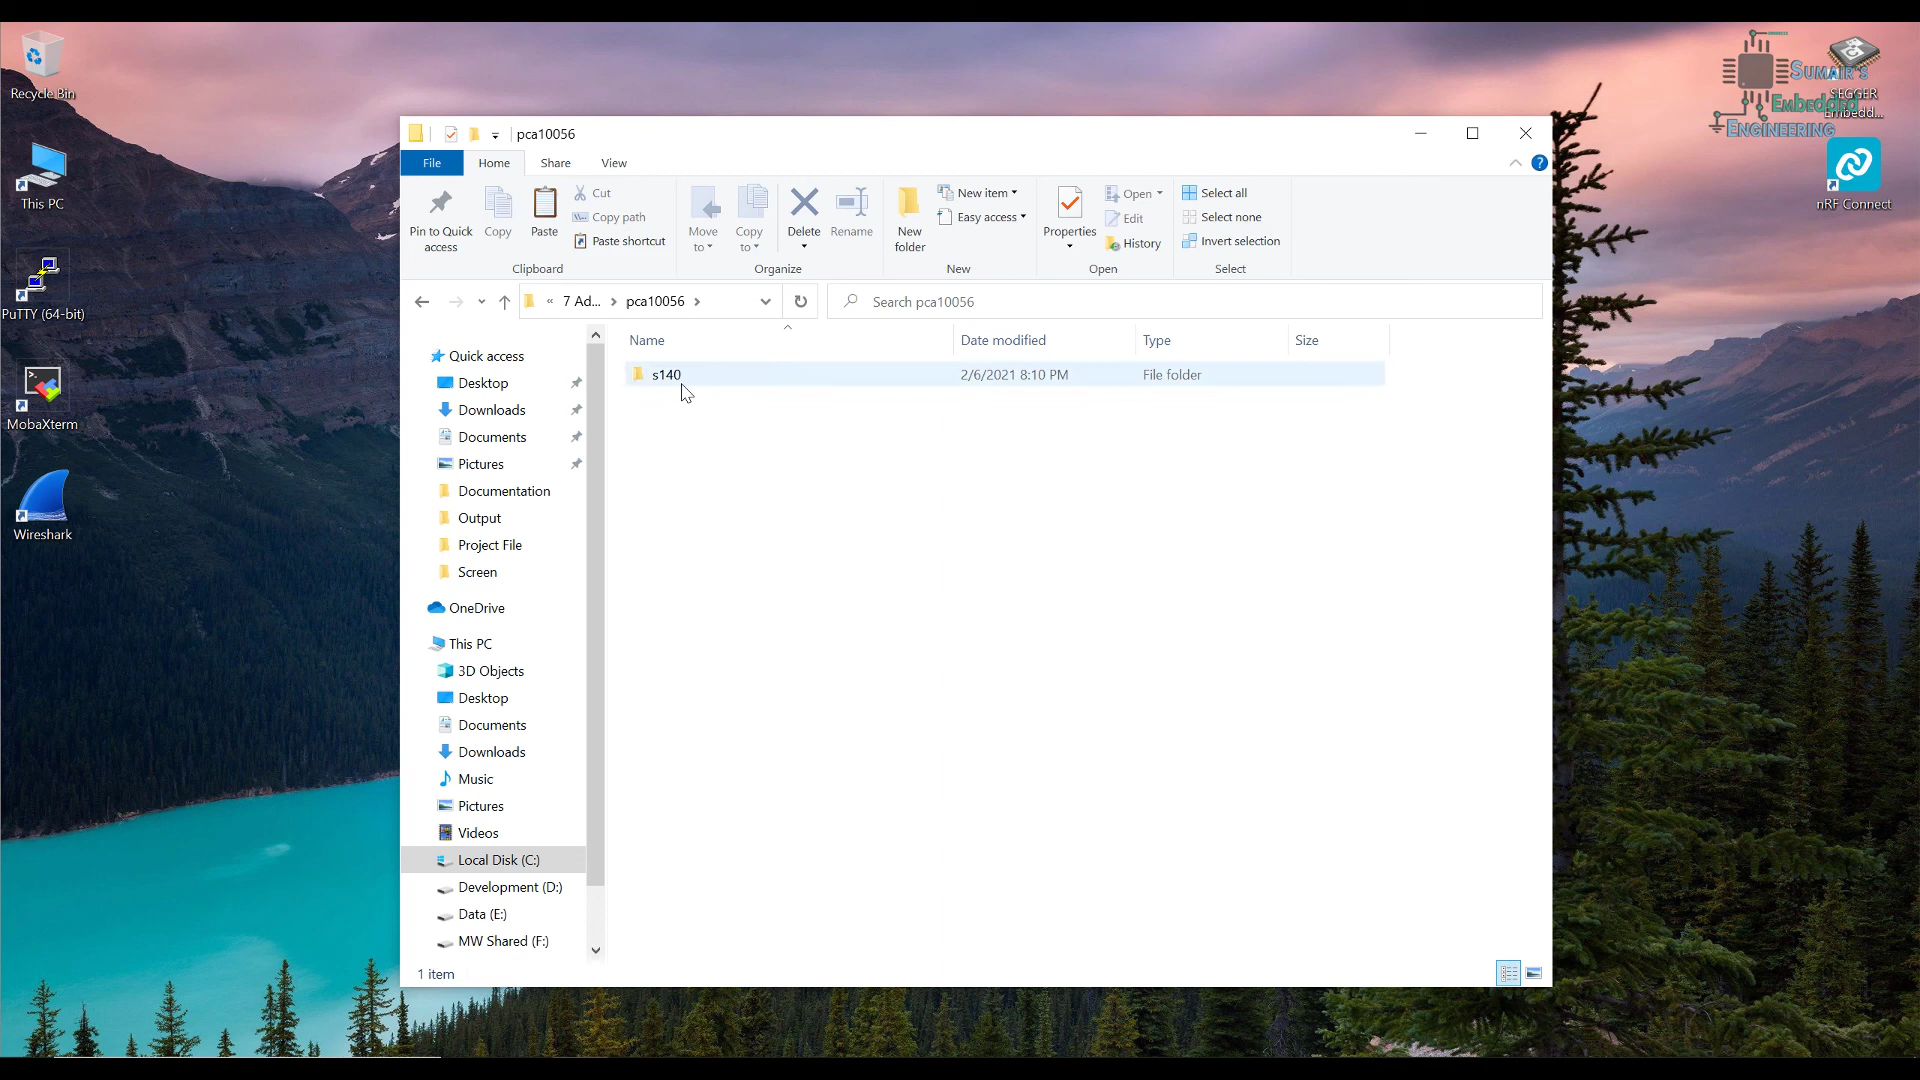 Recycle Bin
This PC
PuTTY (64-bit)
MobaXterm
Wireshark
SUMAIR'S
Embedded
ENGINEERING
SEGGER
Embedd...
nRF Connect
pca10056
File Home Share View
Pin to Quick
access
Copy
Paste
Cut
Copy path
Paste shortcut
Clipboard
Move
to
Copy
to
Delete
Rename
Organize
New
folder
New item
Easy access
New
Properties
Open
Edit
History
Open
Select all
Select none
Invert selection
Select
« 7 Ad... > pca10056 >
Search pca10056
Name Date modified Type Size
s140 2/6/2021 8:10 PM File folder
Quick access
Desktop
Downloads
Documents
Pictures
Documentation
Output
Project File
Screen
OneDrive
This PC
3D Objects
Desktop
Documents
Downloads
Music
Pictures
Videos
Local Disk (C:)
Development (D:)
Data (E:)
MW Shared (F:)
1 item